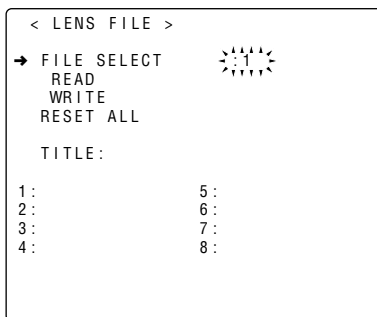 < LENS FILE >
➔ FILE SELECT :1
READ
WRITE
RESET ALL
TITLE:
1: 5:
2: 6:
3: 7:
4: 8: